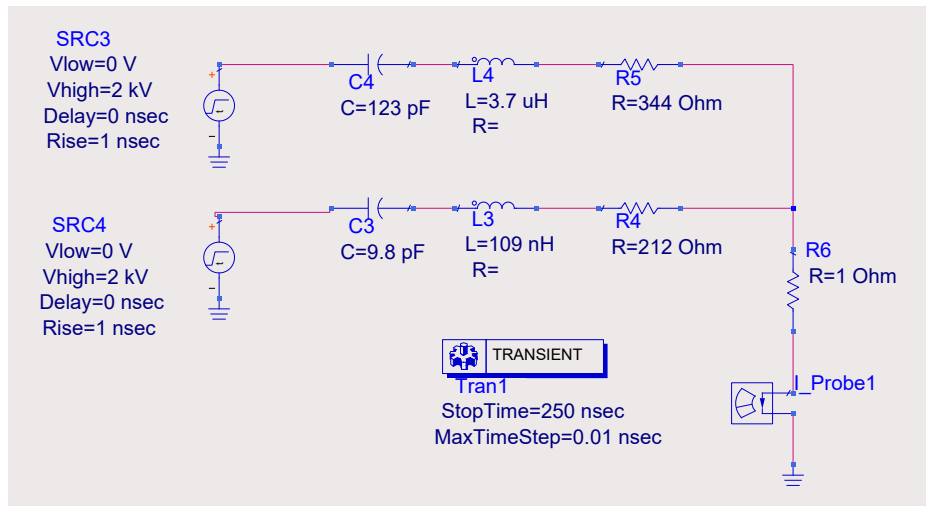 SRC3
Vlow=0 V
Vhigh=2 kV
Delay=0 nsec
Rise=1 nsec
+
-
C4
C=123 pF
L4
L=3.7 uH
R=
R5
R=344 Ohm
SRC4
Vlow=0 V
Vhigh=2 kV
Delay=0 nsec
Rise=1 nsec
+
-
C3
C=9.8 pF
L3
L=109 nH
R=
R4
R=212 Ohm
R6
R=1 Ohm
TRANSIENT
Tran1
StopTime=250 nsec
MaxTimeStep=0.01 nsec
I_Probe1